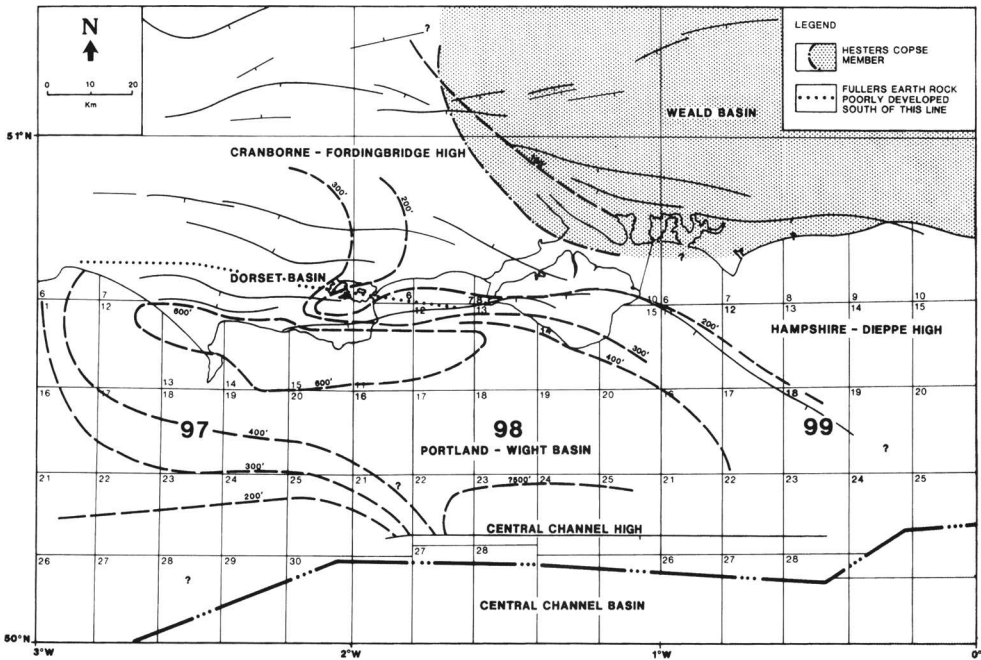 N
0 10 20
Km
LEGEND
HESTERS COPSE
MEMBER
FULLERS EARTH ROCK
POORLY DEVELOPED
SOUTH OF THIS LINE
?
WEALD BASIN
51°N
CRANBORNE - FORDINGBRIDGE HIGH
300'
200'
? ?
DORSET BASIN
6 7 6 7 8 10 6 7 8 9 10
11 12 12 13 15 15 12 13 14 15
600'
200'
HAMPSHIRE - DIEPPE HIGH
14
300'
400'
600'
13 14 15 11
16 17 18 19 20 16 17 18 19 20 16 17 18 19 20
97 98 99
400'
PORTLAND - WIGHT BASIN
?
300'
21 22 23 24 25 ? 22 23 ?500' 24 25 22 23 24 25
200'
CENTRAL CHANNEL HIGH
26 27 28 29 30 27 28 26 27 28
?
CENTRAL CHANNEL BASIN
50°N
3°W 2°W 1°W 0°